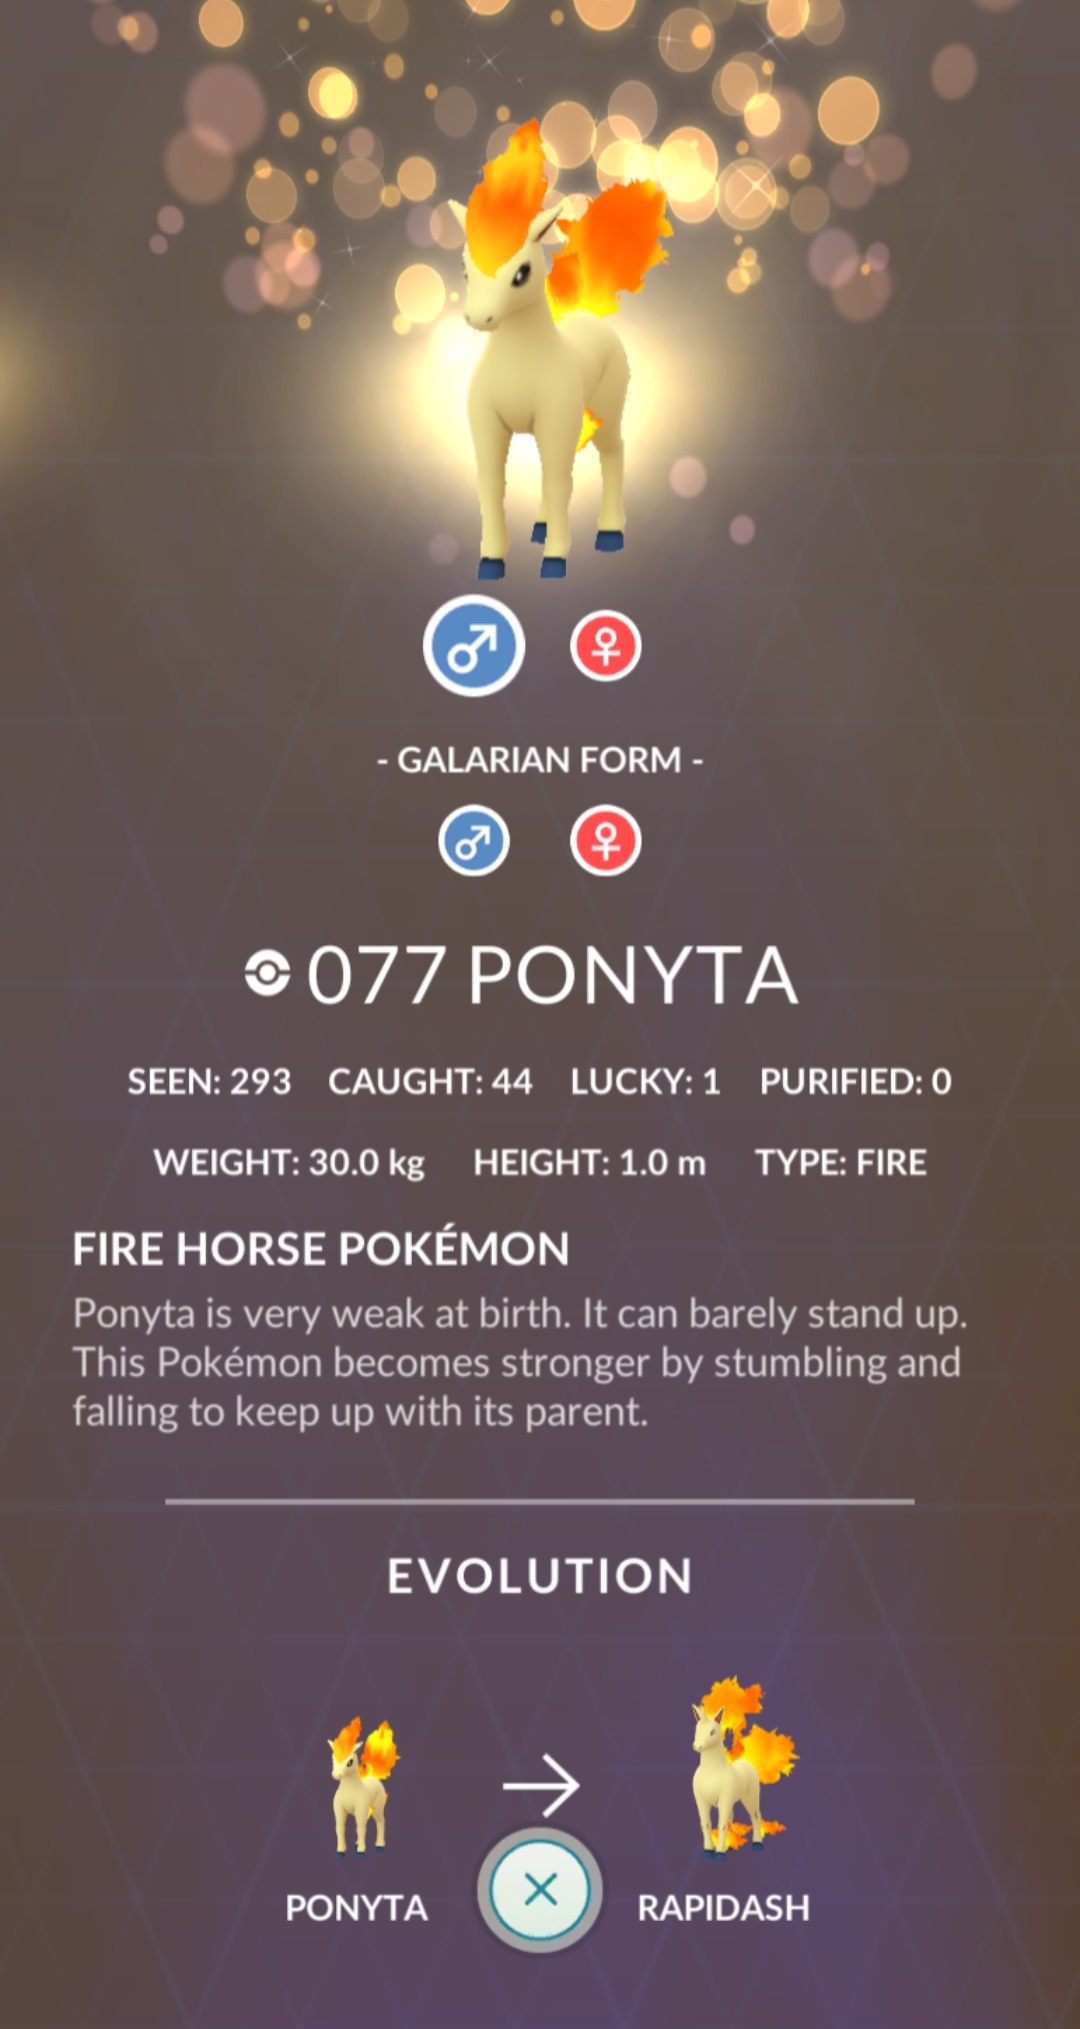 - GALARIAN FORM -
077 PONYTA
SEEN: 293 CAUGHT: 44 LUCKY: 1 PURIFIED: 0
WEIGHT: 30.0 kg HEIGHT: 1.0 m TYPE: FIRE
FIRE HORSE POKÉMON
Ponyta is very weak at birth. It can barely stand up.
This Pokémon becomes stronger by stumbling and
falling to keep up with its parent.
EVOLUTION
PONYTA
RAPIDASH